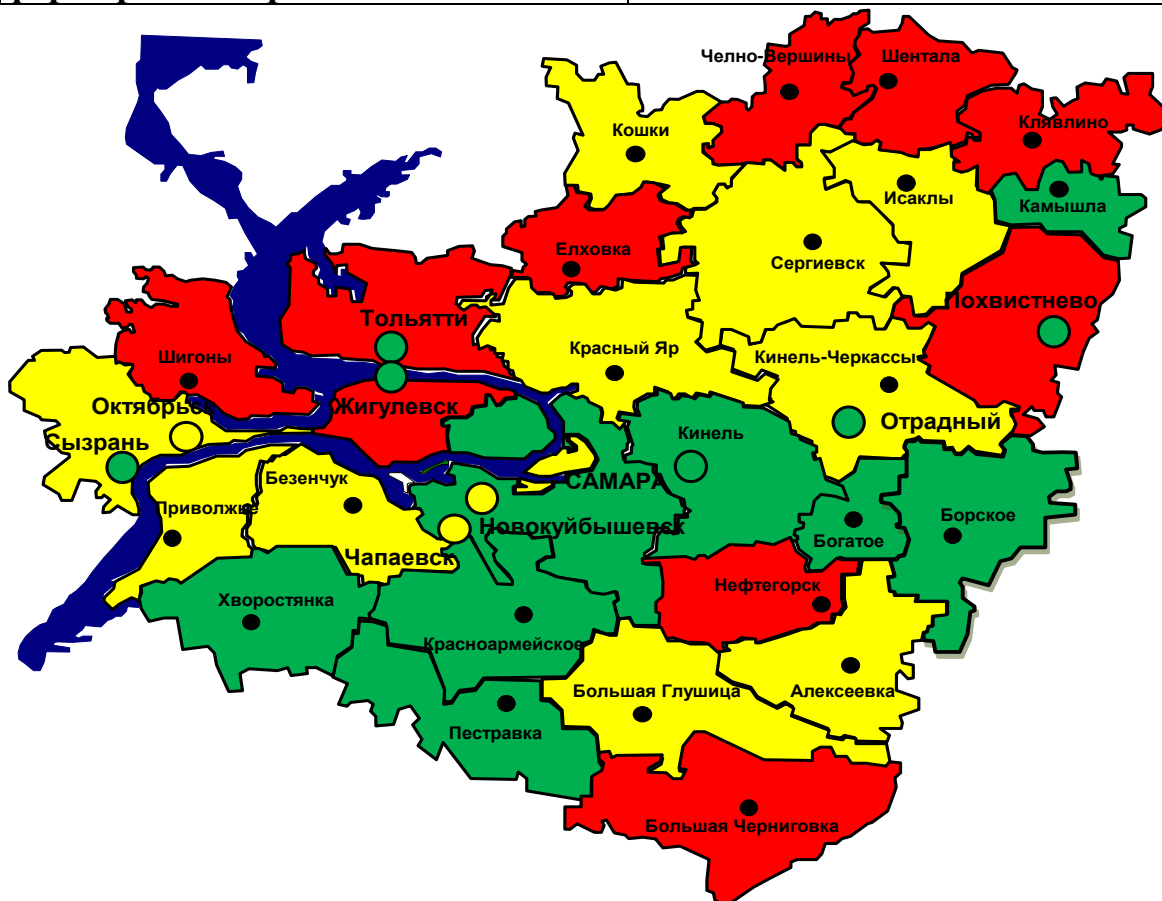 Челно-Вершины
Шентала
Клявлино
Кошки
Исаклы
Камышла
Елховка
Сергиевск
Похвистнево
Тольятти
Красный Яр
Кинель-Черкассы
Шигоны
Октябрьск
Жигулевск
Отрадный
Сызрань
Кинель
Безенчук
САМАРА
Приволжье
Новокуйбышевск
Борское
Чапаевск
Богатое
Хворостянка
Нефтегорск
Красноармейское
Большая Глушица
Алексеевка
Пестравка
Большая Черниговка